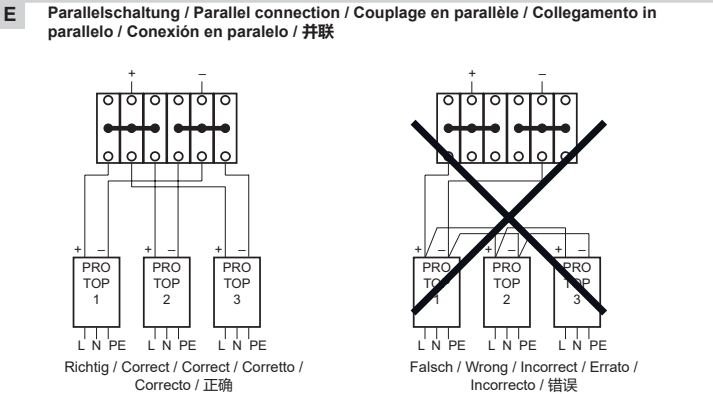 E
Parallelschaltung / Parallel connection / Couplage en parallèle / Collegamento in
parallelo / Conexión en paralelo / 并联
+ –
+ – + – + –
PRO TOP 1
PRO TOP 2
PRO TOP 3
L N PE L N PE L N PE
Richtig / Correct / Correct / Corretto /
Correcto / 正确
+ –
+ – + – + –
PRO TOP 1
PRO TOP 2
PRO TOP 3
L N PE L N PE L N PE
Falsch / Wrong / Incorrect / Errato /
Incorrecto / 错误